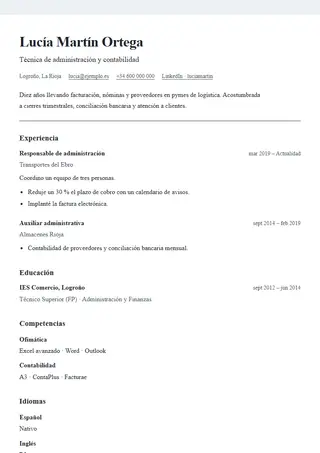 Lucía Martín Ortega
Técnica de administración y contabilidad
Logroño, La Rioja lucia@ejemplo.es +34 600 000 000 LinkedIn · luciamartin
Diez años llevando facturación, nóminas y proveedores en pymes de logística. Acostumbrada
a cierres trimestrales, conciliación bancaria y atención a clientes.
Experiencia
Responsable de administración mar 2019 – Actualidad
Transportes del Ebro
Coordino un equipo de tres personas.
• Reduje un 30 % el plazo de cobro con un calendario de avisos.
• Implanté la factura electrónica.
Auxiliar administrativa sept 2014 – feb 2019
Almacenes Rioja
• Contabilidad de proveedores y conciliación bancaria mensual.
Educación
IES Comercio, Logroño sept 2012 – jun 2014
Técnico Superior (FP) · Administración y Finanzas
Competencias
Ofimática
Excel avanzado · Word · Outlook
Contabilidad
A3 · ContaPlus · Facturae
Idiomas
Español
Nativo
Inglés